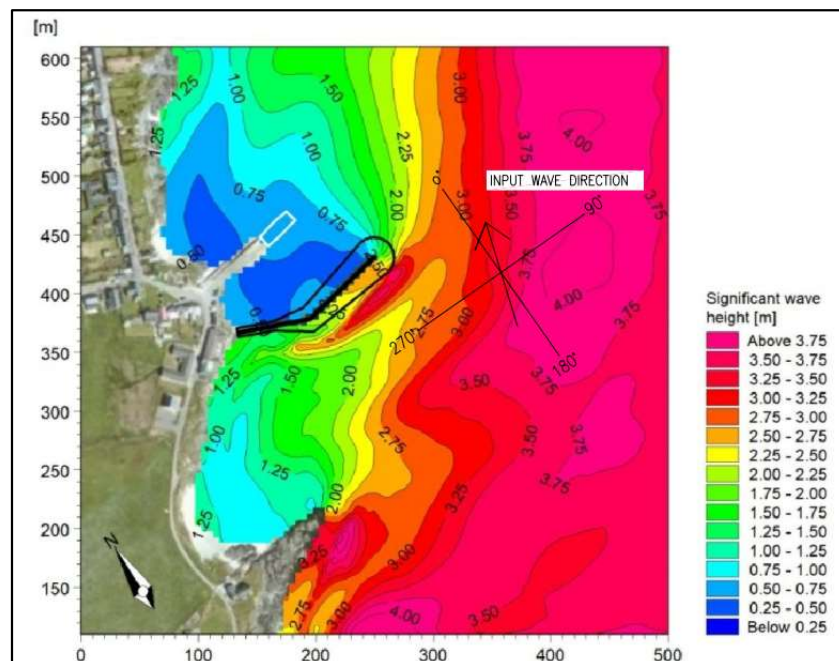 [m]
600
550
500
450
400
350
300
250
200
150
0
100
200
300
400
500
1.25
1.00
1.50
1.25
1.00
0.75
0.75
2.25
2.00
3.00
3.00
3.50
3.75
3.75
4.00
INPUT WAVE DIRECTION
0°
90°
180°
270°
4.00
3.75
3.75
2.75
3.00
3.50
3.75
3.50
3.75
3.25
2.75
2.00
1.50
1.25
1.00
1.25
1.25
2.00
3.25
3.00
3.50
2.75
3.00
4.00
N
Significant wave
height [m]
Above 3.75
3.50 - 3.75
3.25 - 3.50
3.00 - 3.25
2.75 - 3.00
2.50 - 2.75
2.25 - 2.50
2.00 - 2.25
1.75 - 2.00
1.50 - 1.75
1.25 - 1.50
1.00 - 1.25
0.75 - 1.00
0.50 - 0.75
0.25 - 0.50
Below 0.25